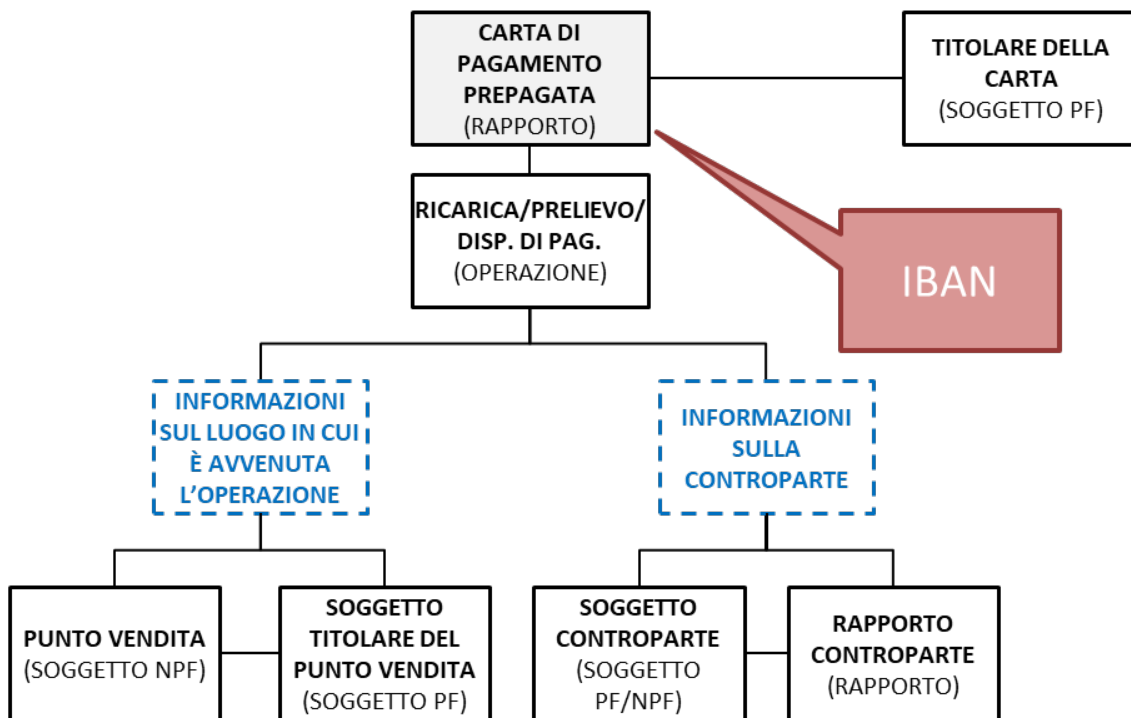 CARTA DI
PAGAMENTO
PREPAGATA
(RAPPORTO)
TITOLARE DELLA
CARTA
(SOGGETTO PF)
RICARICA/PRELIEVO/
DISP. DI PAG.
(OPERAZIONE)
IBAN
INFORMAZIONI
SUL LUOGO IN CUI
È AVVENUTA
L’OPERAZIONE
INFORMAZIONI
SULLA
CONTROPARTE
PUNTO VENDITA
(SOGGETTO NPF)
SOGGETTO
TITOLARE DEL
PUNTO VENDITA
(SOGGETTO PF)
SOGGETTO
CONTROPARTE
(SOGGETTO
PF/NPF)
RAPPORTO
CONTROPARTE
(RAPPORTO)